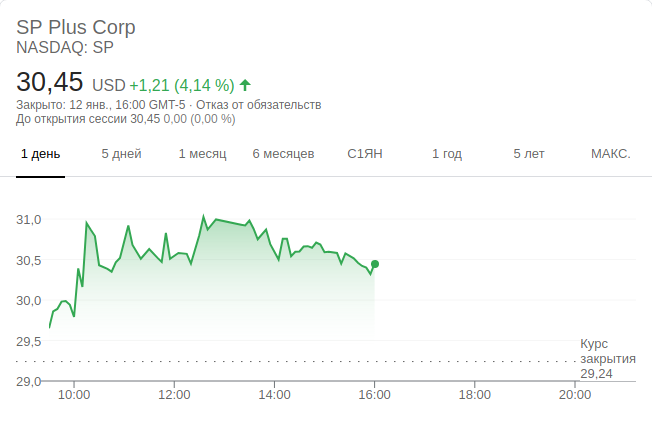 SP Plus Corp
NASDAQ: SP
30,45 USD +1,21 (4,14 %)
Закрыто: 12 янв., 16:00 GMT-5 · Отказ от обязательств
До открытия сессии 30,45 0,00 (0,00 %)
1 день 5 дней 1 месяц 6 месяцев С1ЯН 1 год 5 лет МАКС.
31,0
30,5
30,0
29,5
Курс
закрытия
29,24
29,0
10:00 12:00 14:00 16:00 18:00 20:00